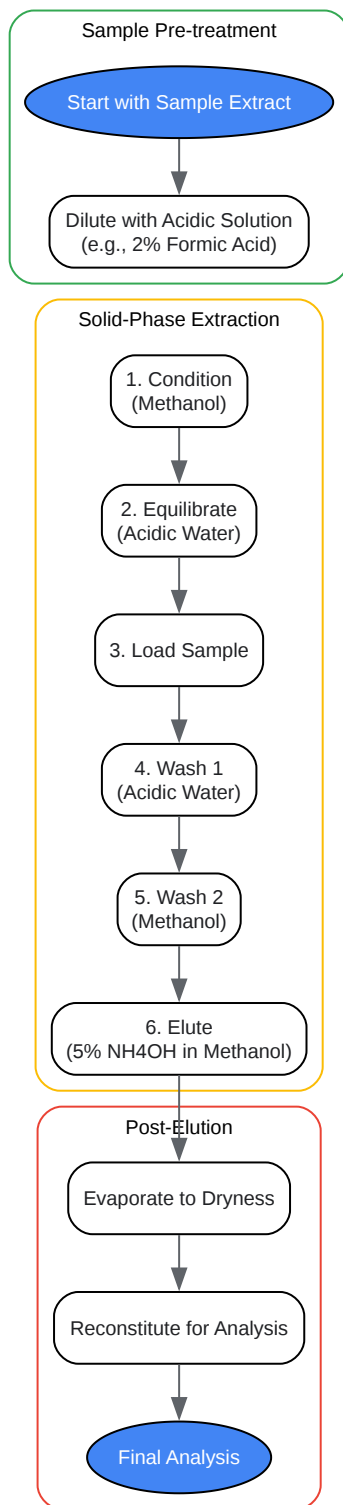 Sample Pre-treatment
Start with Sample Extract
Dilute with Acidic Solution
(e.g., 2% Formic Acid)
Solid-Phase Extraction
1. Condition
(Methanol)
2. Equilibrate
(Acidic Water)
3. Load Sample
4. Wash 1
(Acidic Water)
5. Wash 2
(Methanol)
6. Elute
(5% NH4OH in Methanol)
Post-Elution
Evaporate to Dryness
Reconstitute for Analysis
Final Analysis